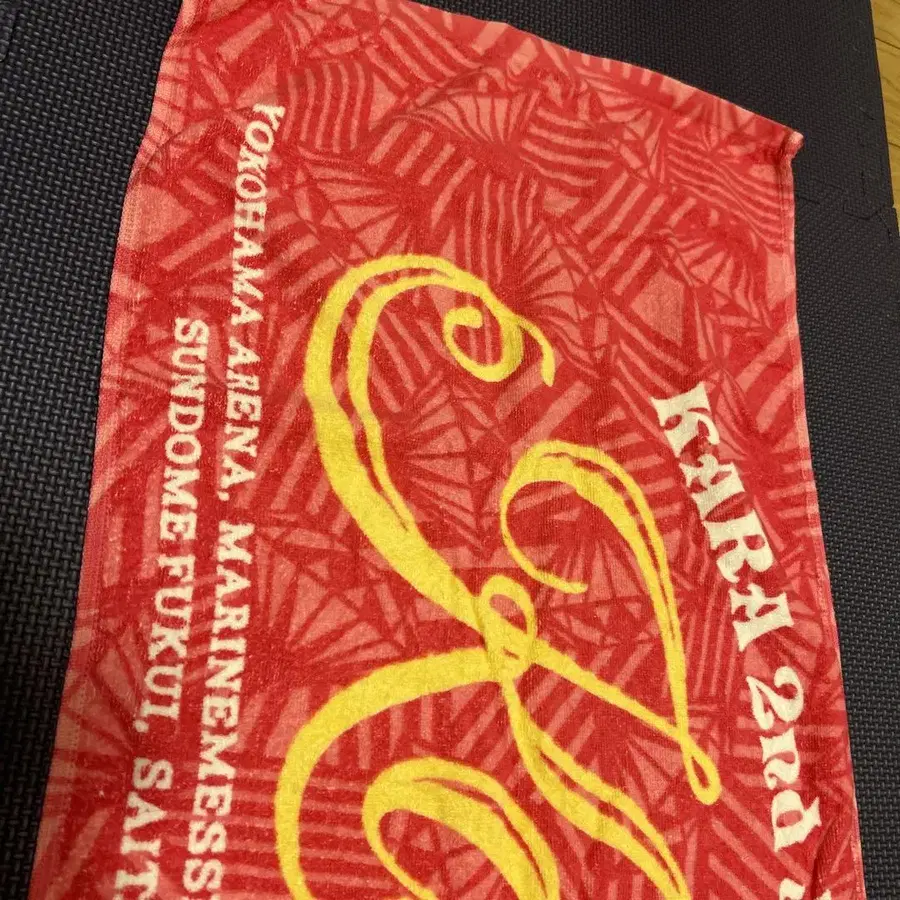 KARA 2nd
YOKOHAMA ARENA, MARINEMESS
SUNDOME FUKUI, SAIT